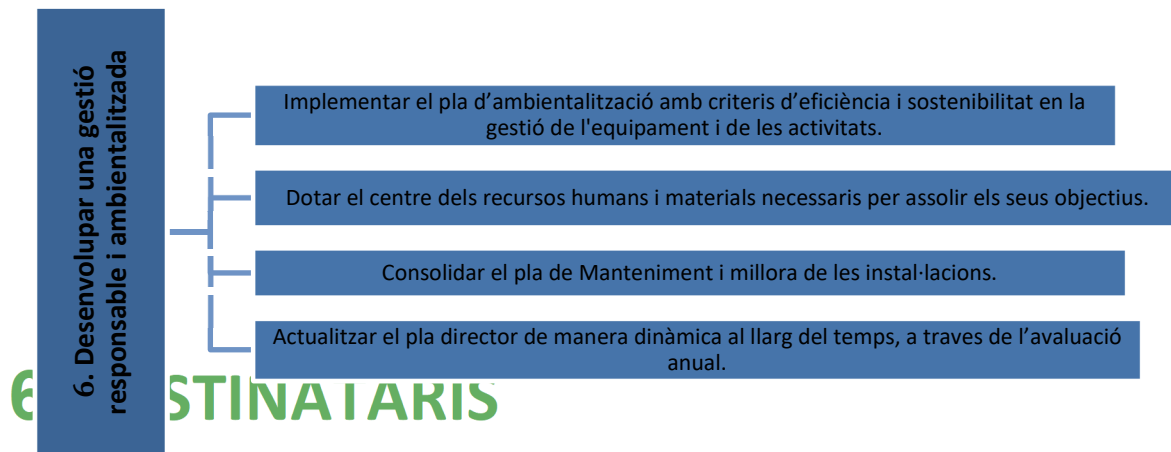 6. Desenvolupar una gestió
responsable i ambientalitzada
Implementar el pla d’ambientalització amb criteris d’eficiència i sostenibilitat en la
gestió de l'equipament i de les activitats.
Dotar el centre dels recursos humans i materials necessaris per assolir els seus objectius.
Consolidar el pla de Manteniment i millora de les instal·lacions.
Actualitzar el pla director de manera dinàmica al llarg del temps, a traves de l’avaluació
anual.